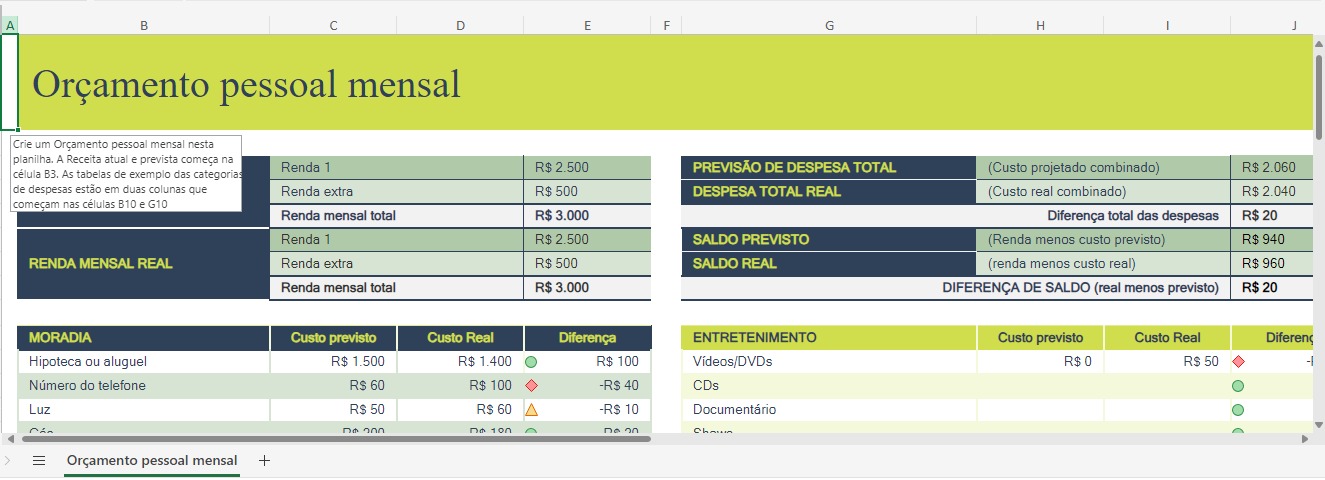 A B C D E F G H I J
Orçamento pessoal mensal
Crie um Orçamento pessoal mensal nesta
planilha. A Receita atual e prevista começa na
célula B3. As tabelas de exemplo das categorias
de despesas estão em duas colunas que
começam nas células B10 e G10
Renda 1 R$ 2.500
Renda extra R$ 500
Renda mensal total R$ 3.000
RENDA MENSAL REAL
Renda 1 R$ 2.500
Renda extra R$ 500
Renda mensal total R$ 3.000
PREVISÃO DE DESPESA TOTAL (Custo projetado combinado) R$ 2.060
DESPESA TOTAL REAL (Custo real combinado) R$ 2.040
Diferença total das despesas R$ 20
SALDO PREVISTO (Renda menos custo previsto) R$ 940
SALDO REAL (renda menos custo real) R$ 960
DIFERENÇA DE SALDO (real menos previsto) R$ 20
MORADIA Custo previsto Custo Real Diferença
Hipoteca ou aluguel R$ 1.500 R$ 1.400 R$ 100
Número do telefone R$ 60 R$ 100 -R$ 40
Luz R$ 50 R$ 60 -R$ 10
ENTRETENIMENTO Custo previsto Custo Real
Vídeos/DVDs R$ 0 R$ 50
CDs
Documentário
Orçamento pessoal mensal +